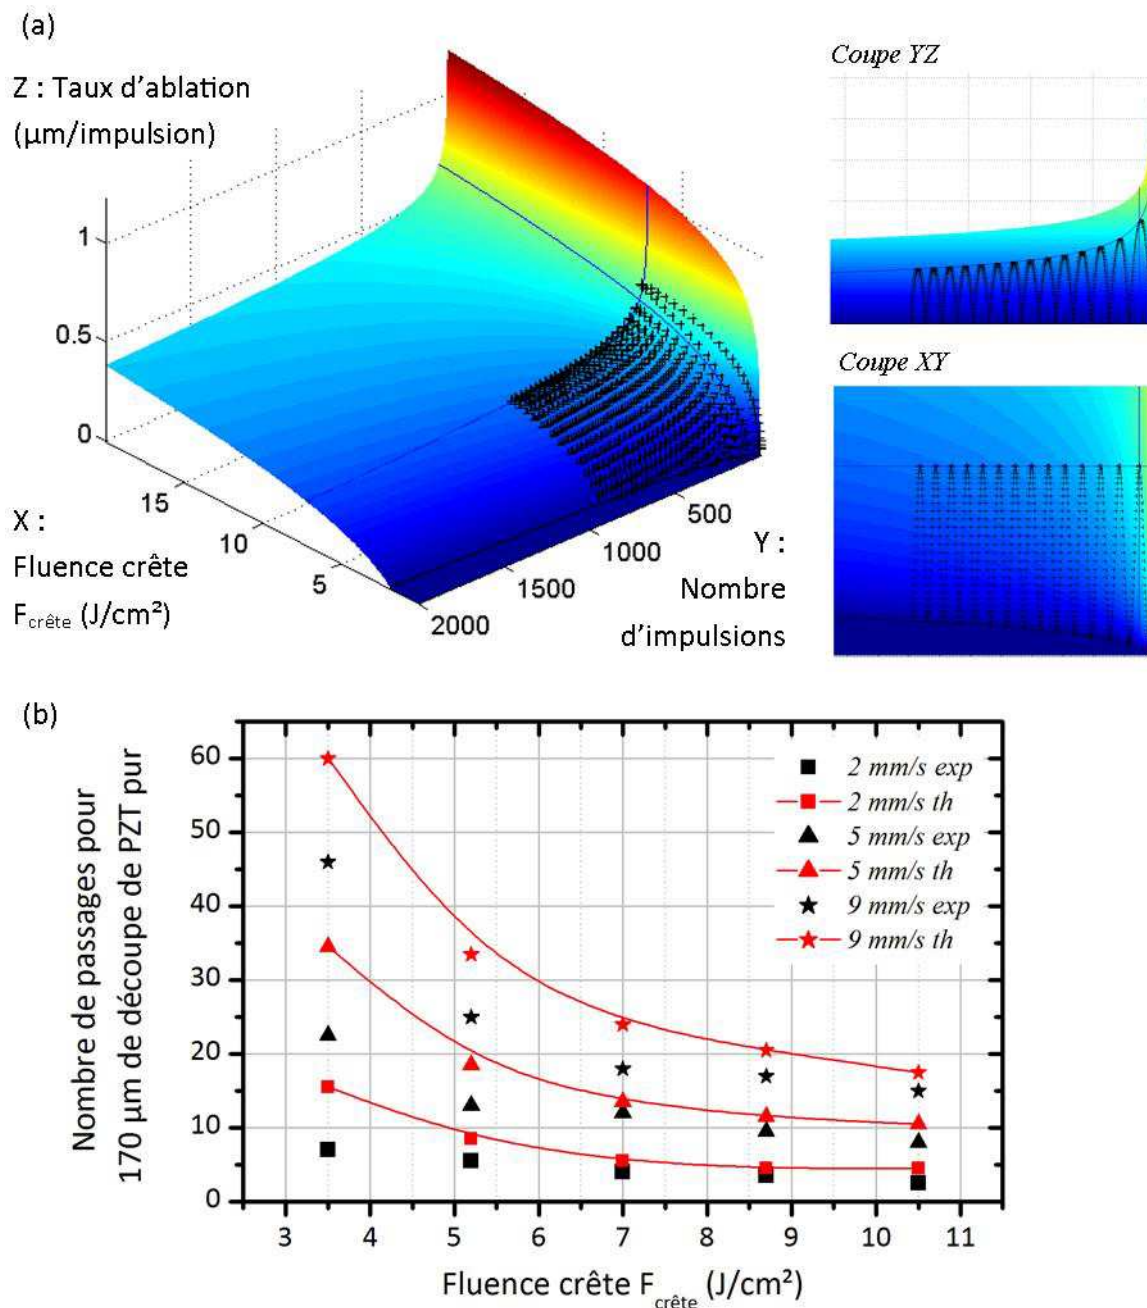 (a)
Z : Taux d'ablation
(µm/impulsion)
1
0.5
0
15
10
5
X :
Fluence crête
Fcrête (J/cm²)
500
1000
1500
2000
Y :
Nombre
d'impulsions
Coupe YZ
Coupe XY
(b)
Nombre de passages pour
170 µm de découpe de PZT pur
60
50
40
30
20
10
0
2 mm/s exp
2 mm/s th
5 mm/s exp
5 mm/s th
9 mm/s exp
9 mm/s th
3 4 5 6 7 8 9 10 11
Fluence crête Fcrête (J/cm²)